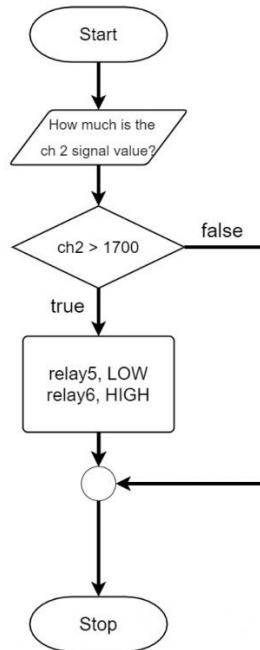 Start
How much is the
ch 2 signal value?
ch2 > 1700
false
true
relay5, LOW
relay6, HIGH
Stop